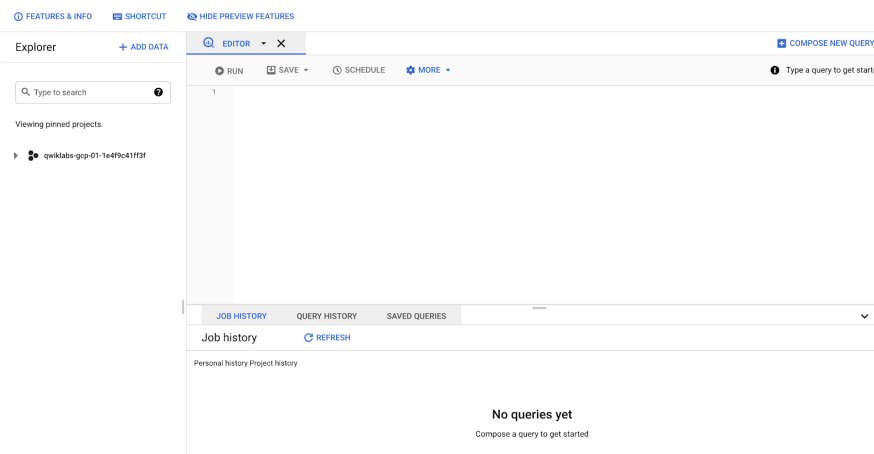 FEATURES & INFO SHORTCUT HIDE PREVIEW FEATURES
Explorer + ADD DATA
EDITOR
COMPOSE NEW QUERY
RUN SAVE SCHEDULE MORE
Type a query to get start
Type to search
1
Viewing pinned projects.
qwiklabs-gcp-01-1e4f9c41ff3f
JOB HISTORY QUERY HISTORY SAVED QUERIES
Job history REFRESH
Personal history Project history
No queries yet
Compose a query to get started